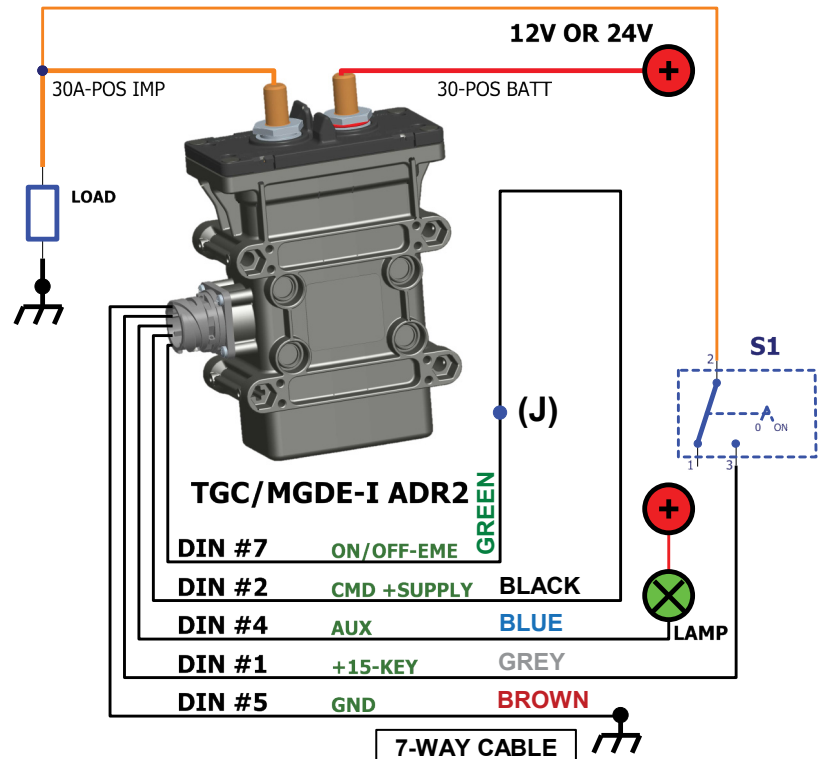 12V OR 24V
30A-POS IMP
30-POS BATT
+
LOAD
S1
2
0
ON
1
3
(J)
TGC/MGDE-I ADR2
GREEN
+
DIN #7 ON/OFF-EME
DIN #2 CMD +SUPPLY BLACK
DIN #4 AUX BLUE
LAMP
DIN #1 +15-KEY GREY
DIN #5 GND BROWN
7-WAY CABLE